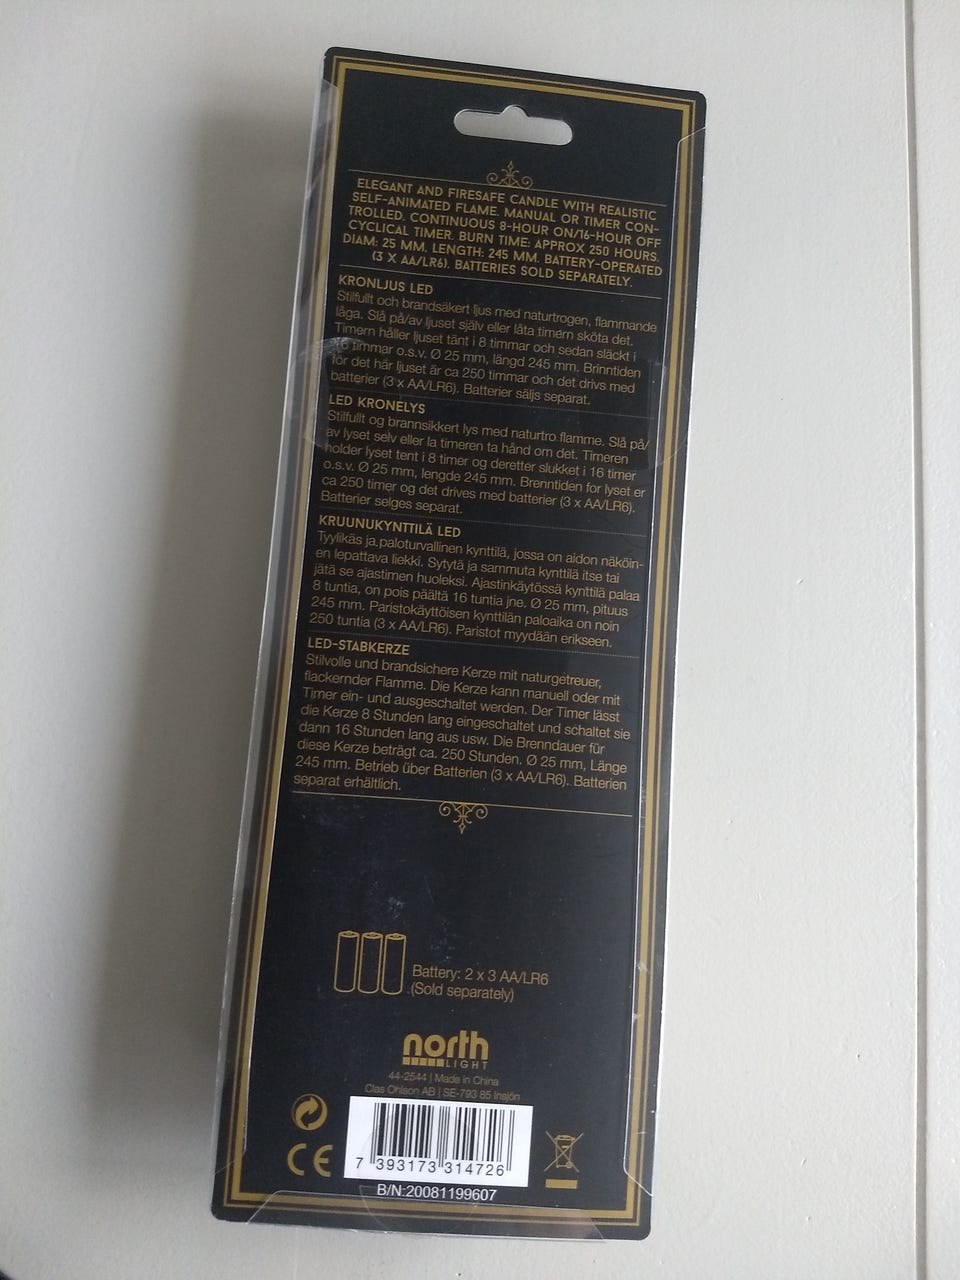 ELEGANT AND FIRESAFE CANDLE WITH REALISTIC
SELF-ANIMATED FLAME. MANUAL OR TIMER CON-
TROLLED. CONTINUOUS 8-HOUR ON/16-HOUR OFF
CYCLICAL TIMER. BURN TIME: APPROX 250 HOURS.
DIAM: 25 MM. LENGTH: 245 MM. BATTERY-OPERATED
(3 X AA/LR6). BATTERIES SOLD SEPARATELY.
KRONLJUS LED
Stilfullt och brandsäkert ljus med naturtrogen, flammande
låga. Slå på/av ljuset själv eller låta timern sköta det.
Timern håller ljuset tänt i 8 timmar och sedan släckt i
16 timmar o.s.v. Ø 25 mm, längd 245 mm. Brinntiden
för det här ljuset är ca 250 timmar och det drivs med
batterier (3 x AA/LR6). Batterier säljs separat.
LED KRONELYS
Stilfullt og brannsikkert lys med naturtro flamme. Slå på/
av lyset selv eller la timeren ta hånd om det. Timeren
holder lyset tent i 8 timer og deretter slukket i 16 timer
o.s.v. Ø 25 mm, lengde 245 mm. Brenntiden for lyset er
ca 250 timer og det drives med batterier (3 x AA/LR6).
Batterier selges separat.
KRUUNUKYNTTILÄ LED
Tyylikäs ja paloturvallinen kynttilä, jossa on aidon näköin-
en lepattava liekki. Sytytä ja sammuta kynttilä itse tai
jätä se ajastimen huoleksi. Ajastinkäytössä kynttilä palaa
8 tuntia, on pois päältä 16 tuntia jne. Ø 25 mm, pituus
245 mm. Paristokäyttöisen kynttilän paloaika on noin
250 tuntia (3 x AA/LR6). Paristot myydään erikseen.
LED-STABKERZE
Stilvolle und brandsichere Kerze mit naturgetreuer,
flackernder Flamme. Die Kerze kann manuell oder mit
Timer ein- und ausgeschaltet werden. Der Timer lässt
die Kerze 8 Stunden lang eingeschaltet und schaltet sie
dann 16 Stunden lang aus usw. Die Brenndauer für
diese Kerze beträgt ca. 250 Stunden. Ø 25 mm, Länge
245 mm. Betrieb über Batterien (3 x AA/LR6). Batterien
separat erhältlich.
Battery: 2 x 3 AA/LR6
(Sold separately)
north
LIGHT
44-2544 | Made in China
Clas Ohlson AB | SE-793 85 Insjön
CE
7 393173 314726
B/N:20081199607